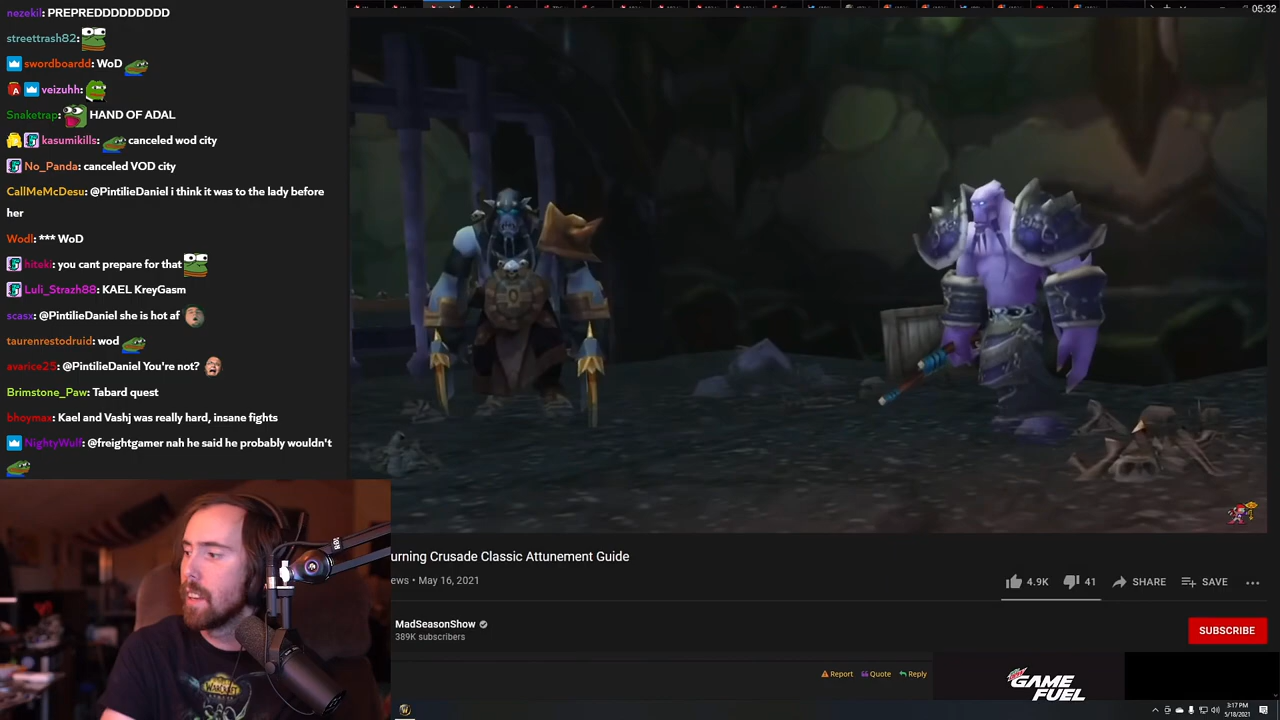 nezekil: PREPREDDDDDDDDD
streettrash82:
swordboardd: WoD
veizuhh:
Snaketrap: HAND OF ADAL
kasumikills: canceled wod city
No_Panda: canceled VOD city
CallMeMcDesu: @PintilieDaniel i think it was to the lady before
her
Wodl: *** WoD
hiteki: you cant prepare for that
Luli_Strazh88: KAEL KreyGasm
scasx: @PintilieDaniel she is hot af
taurenrestodruid: wod
avarice25: @PintilieDaniel You're not?
Brimstone_Paw: Tabard quest
bhoymax: Kael and Vashj was really hard, insane fights
NightyWulf: @freightgamer nah he said he probably wouldn't
05:32
urning Crusade Classic Attunement Guide
ews • May 16, 2021
4.9K
41
SHARE
SAVE
MadSeasonShow
389K subscribers
SUBSCRIBE
Report
Quote
Reply
GAME
FUEL
3:17 PM
5/18/2021